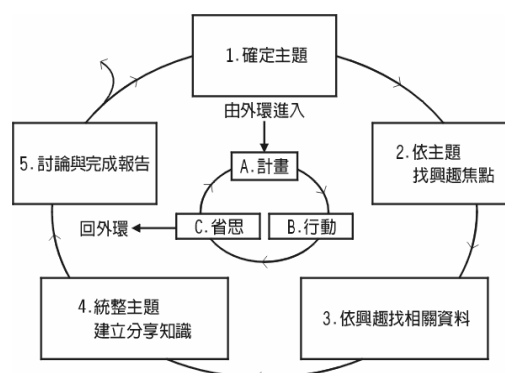 1.確定主題
由外環進入
A.計畫
2.依主題
找興趣焦點
5.討論與完成報告
C.省思
B.行動
回外環
4.統整主題
建立分享知識
3.依興趣找相關資料